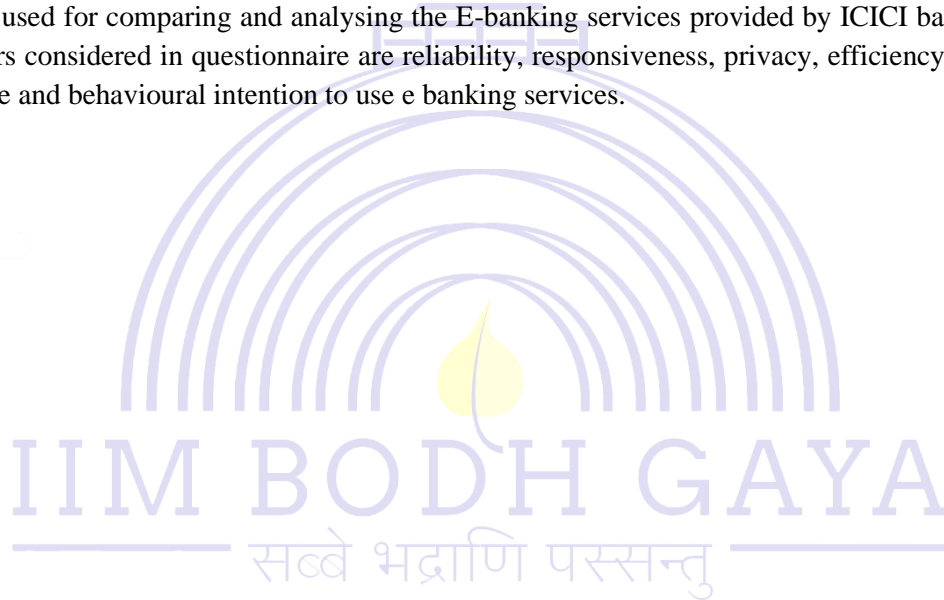 used for comparing and analysing the E-banking services provided by ICICI ba
rs considered in questionnaire are reliability, responsiveness, privacy, efficiency
e and behavioural intention to use e banking services.
IIM BODH GAYA
सब्बे भद्राणि पस्सन्तु